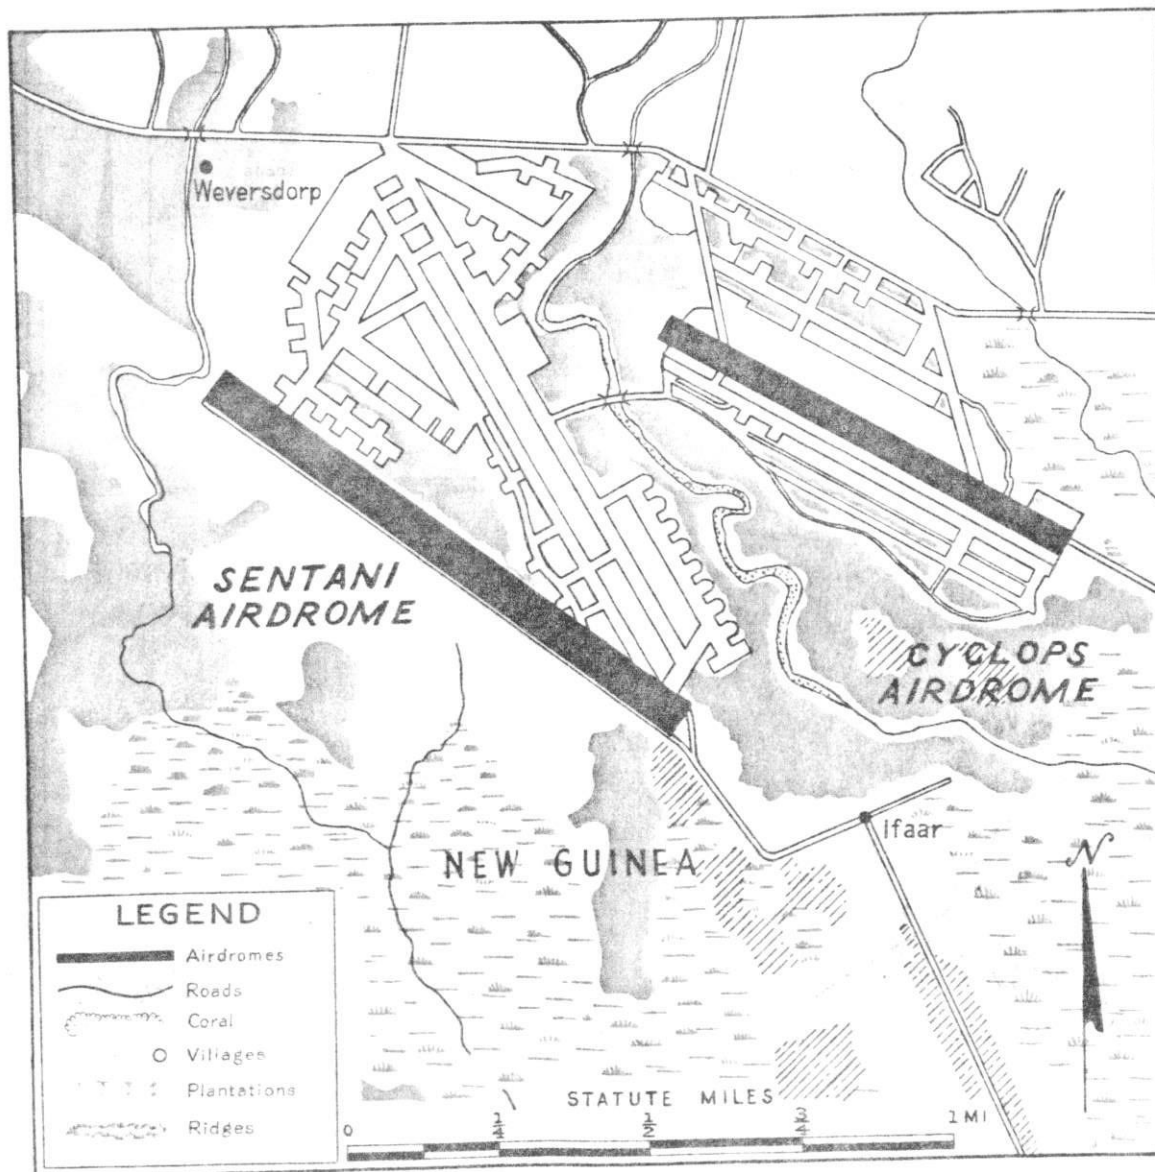 Weversdorp
SENTANI
AIRDROME
CYCLOPS
AIRDROME
Ifaar
NEW GUINEA
N
LEGEND
Airdromes
Roads
Coral
Villages
Plantations
Ridges
STATUTE MILES
0 1/4 1/2 3/4 1 MI